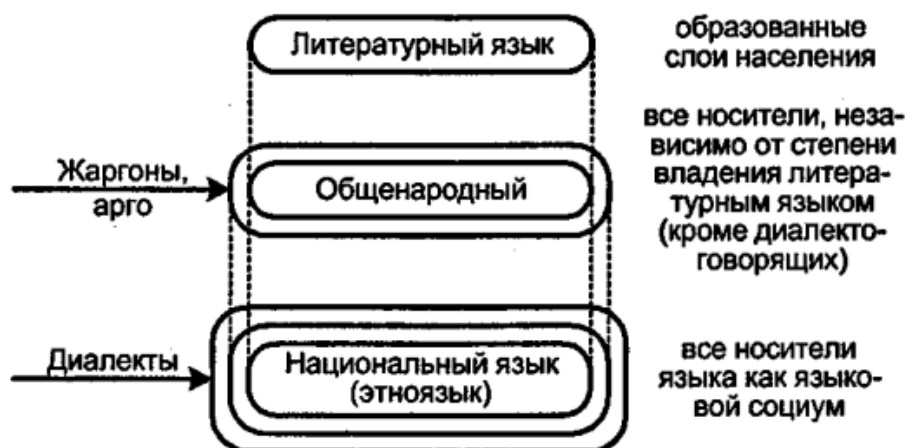 Литературный язык
образованные
слои населения
Жаргоны,
арго
Общенародный
все носители, неза-
висимо от степени
владения литера-
турным языком
(кроме диалекто-
говорящих)
Диалекты
Национальный язык
(этноязык)
все носители
языка как языко-
вой социум